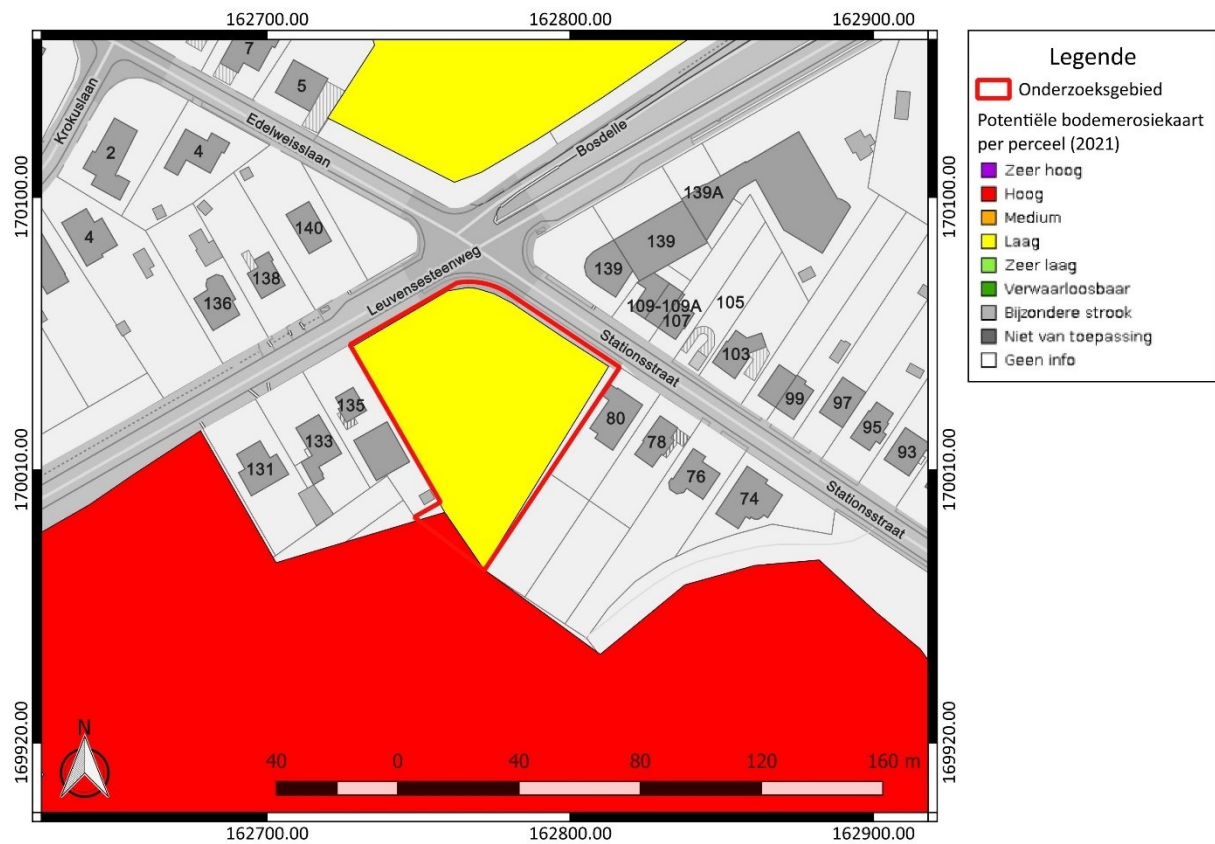 162700.00 162800.00 162900.00
Legende
Onderzoeksgebied
Potentiële bodemerosiekaart
per perceel (2021)
Zeer hoog
Hoog
Medium
Laag
Zeer laag
Verwaarloosbaar
Bijzondere strook
Niet van toepassing
Geen info
170100.00
170010.00
169920.00
Krokuslaan
Edelweisslaan
Bosdelle
Leuvensesteenweg
Stationsstraat
Stationsstraat
7
5
2
4
4
140
138
136
139A
139
139
109-109A
107
105
103
99
97
95
93
135
133
131
80
78
76
74
N
40 0 40 80 120 160 m
170100.00
170010.00
169920.00
162700.00 162800.00 162900.00